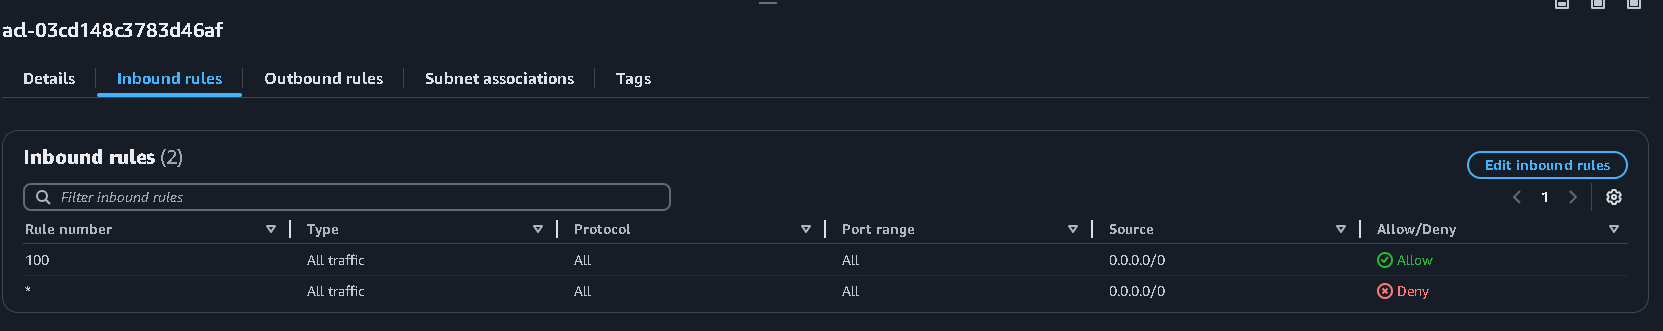 acl-03cd148c3783d46af
Details Inbound rules Outbound rules Subnet associations Tags
Inbound rules (2)
Edit inbound rules
Filter inbound rules
1
Rule number Type Protocol Port range Source Allow/Deny
100 All traffic All All 0.0.0.0/0 Allow
* All traffic All All 0.0.0.0/0 Deny